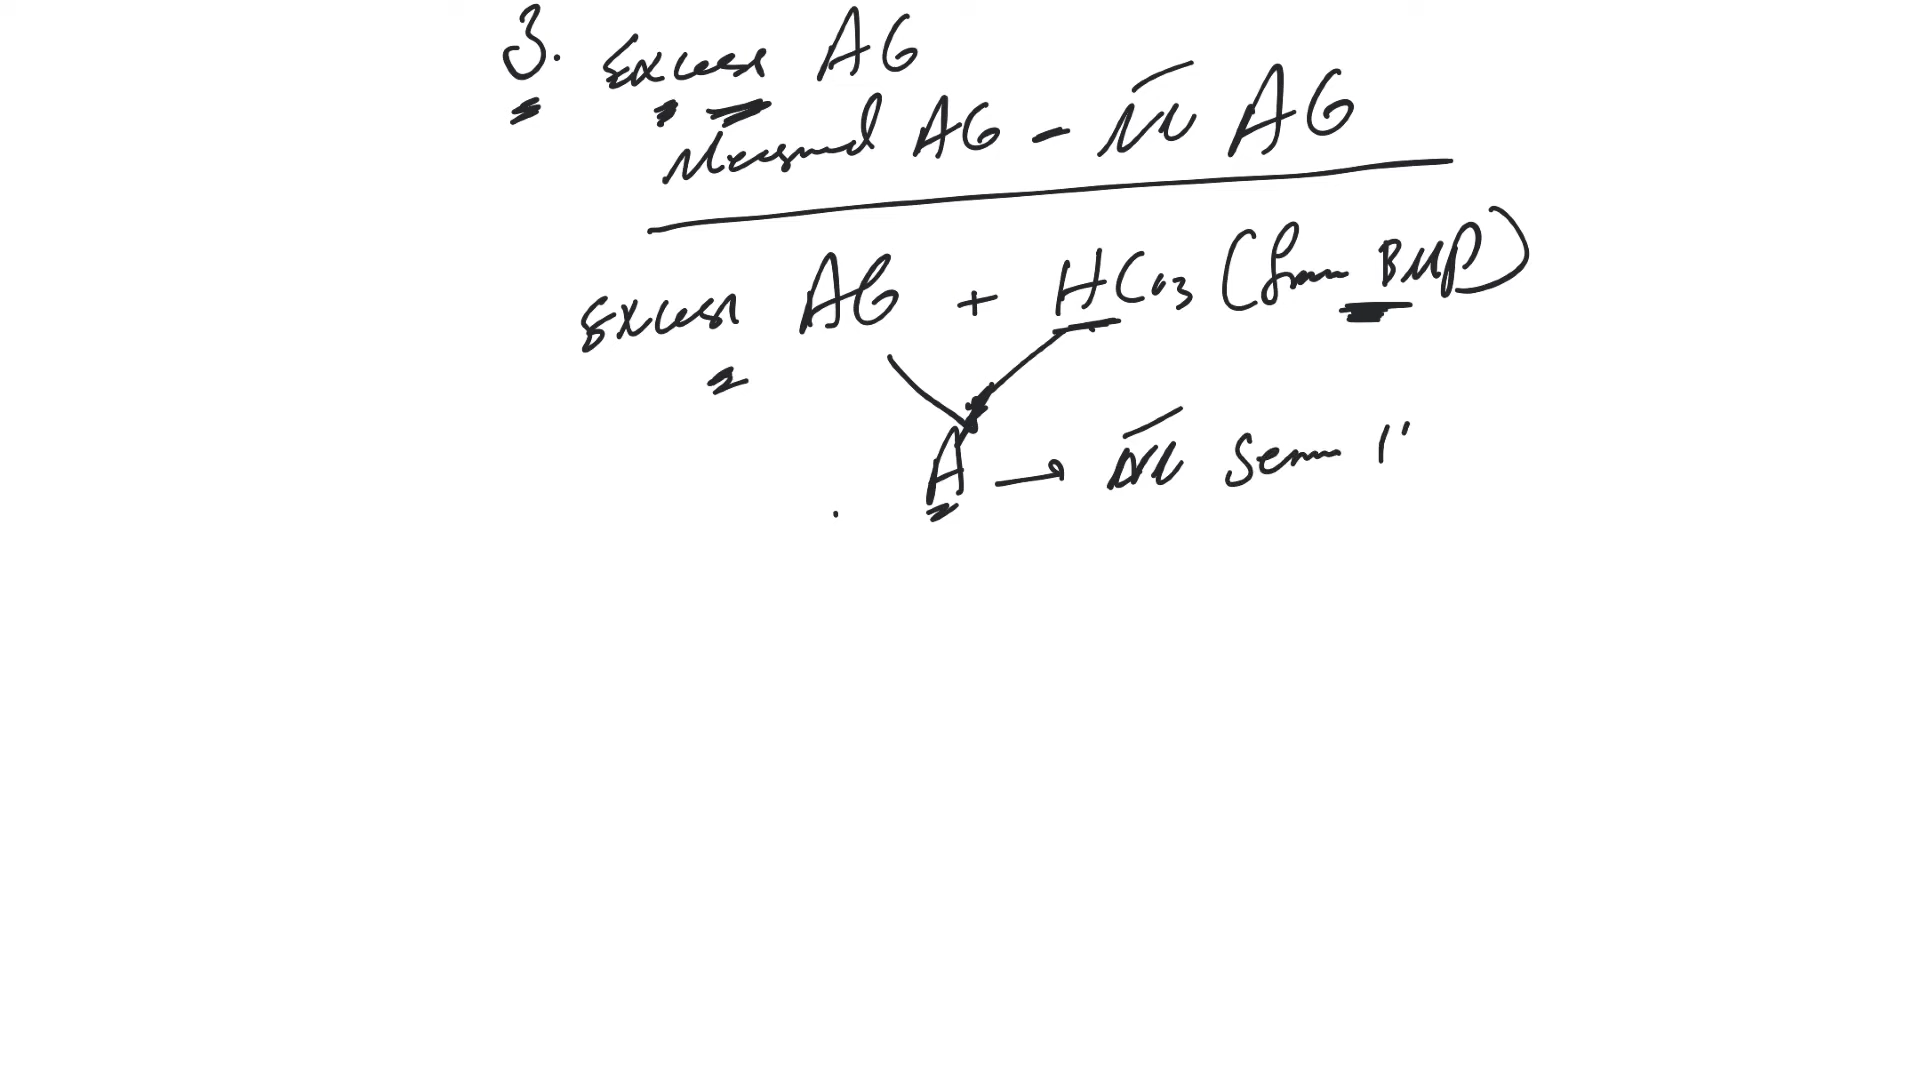 3. Excess AG
Measured AG - Nl AG
Excess AG + HCO3 (from BMP)
A → Nl Serum